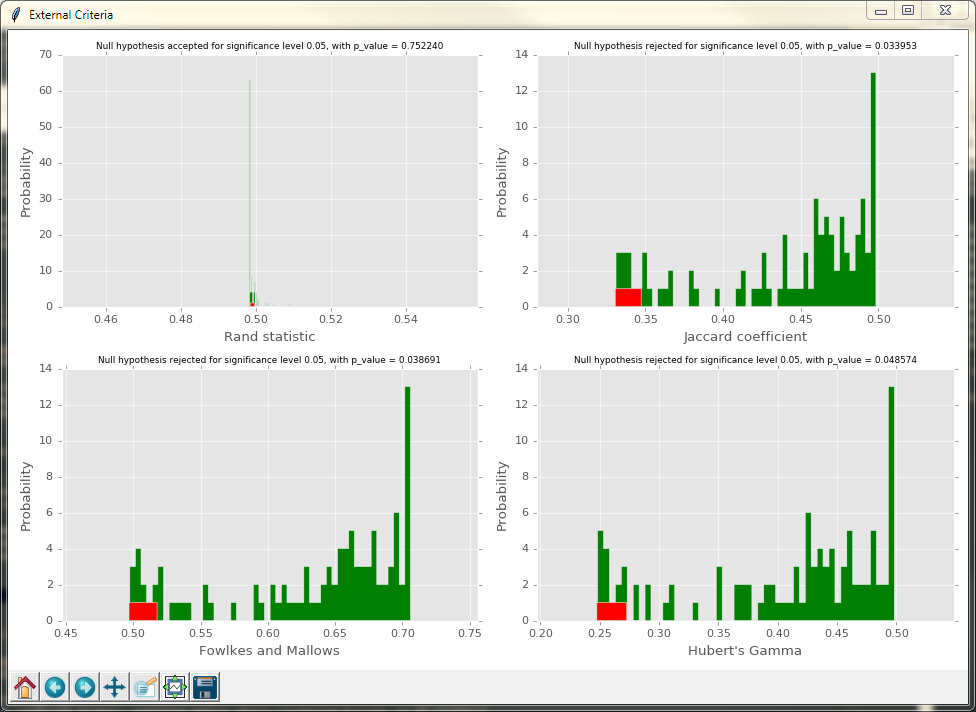 External Criteria
Null hypothesis accepted for significance level 0.05, with p_value = 0.752240
70
60
50
40
30
20
10
0
Probability
0.46 0.48 0.50 0.52 0.54
Rand statistic
Null hypothesis rejected for significance level 0.05, with p_value = 0.033953
14
12
10
8
6
4
2
0
Probability
0.30 0.35 0.40 0.45 0.50
Jaccard coefficient
Null hypothesis rejected for significance level 0.05, with p_value = 0.038691
14
12
10
8
6
4
2
0
Probability
0.45 0.50 0.55 0.60 0.65 0.70 0.75
Fowlkes and Mallows
Null hypothesis rejected for significance level 0.05, with p_value = 0.048574
14
12
10
8
6
4
2
0
Probability
0.20 0.25 0.30 0.35 0.40 0.45 0.50
Hubert's Gamma